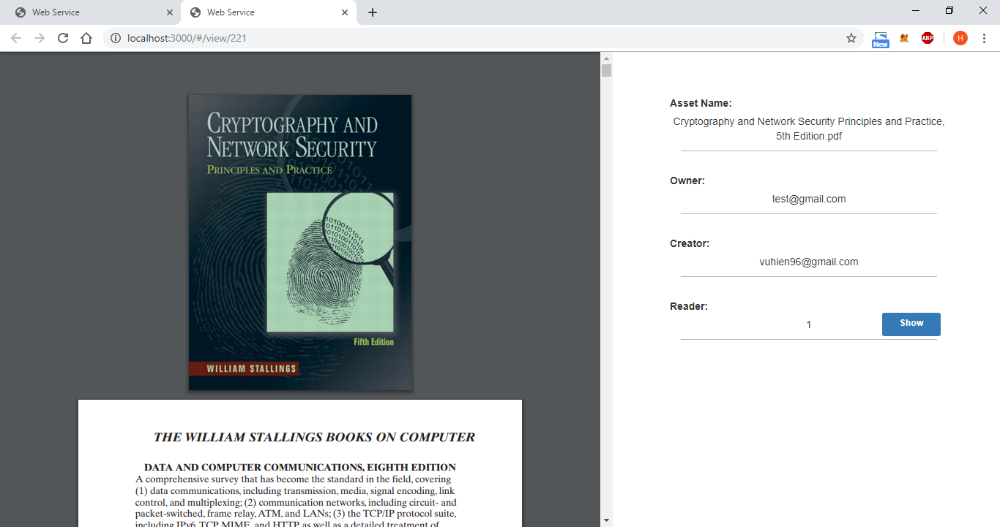 Web Service
Web Service
localhost:3000/#/view/221
New
ABP
H
CRYPTOGRAPHY AND
NETWORK SECURITY
PRINCIPLES AND PRACTICE
Fifth Edition
WILLIAM STALLINGS
THE WILLIAM STALLINGS BOOKS ON COMPUTER
DATA AND COMPUTER COMMUNICATIONS, EIGHTH EDITION
A comprehensive survey that has become the standard in the field, covering
(1) data communications, including transmission, media, signal encoding, link
control, and multiplexing; (2) communication networks, including circuit- and
packet-switched, frame relay, ATM, and LANs; (3) the TCP/IP protocol suite,
including IPv6, TCP, MIME, and HTTP as well as a detailed treatment of
Asset Name:
Cryptography and Network Security Principles and Practice,
5th Edition.pdf
Owner:
test@gmail.com
Creator:
vuhien96@gmail.com
Reader:
1
Show